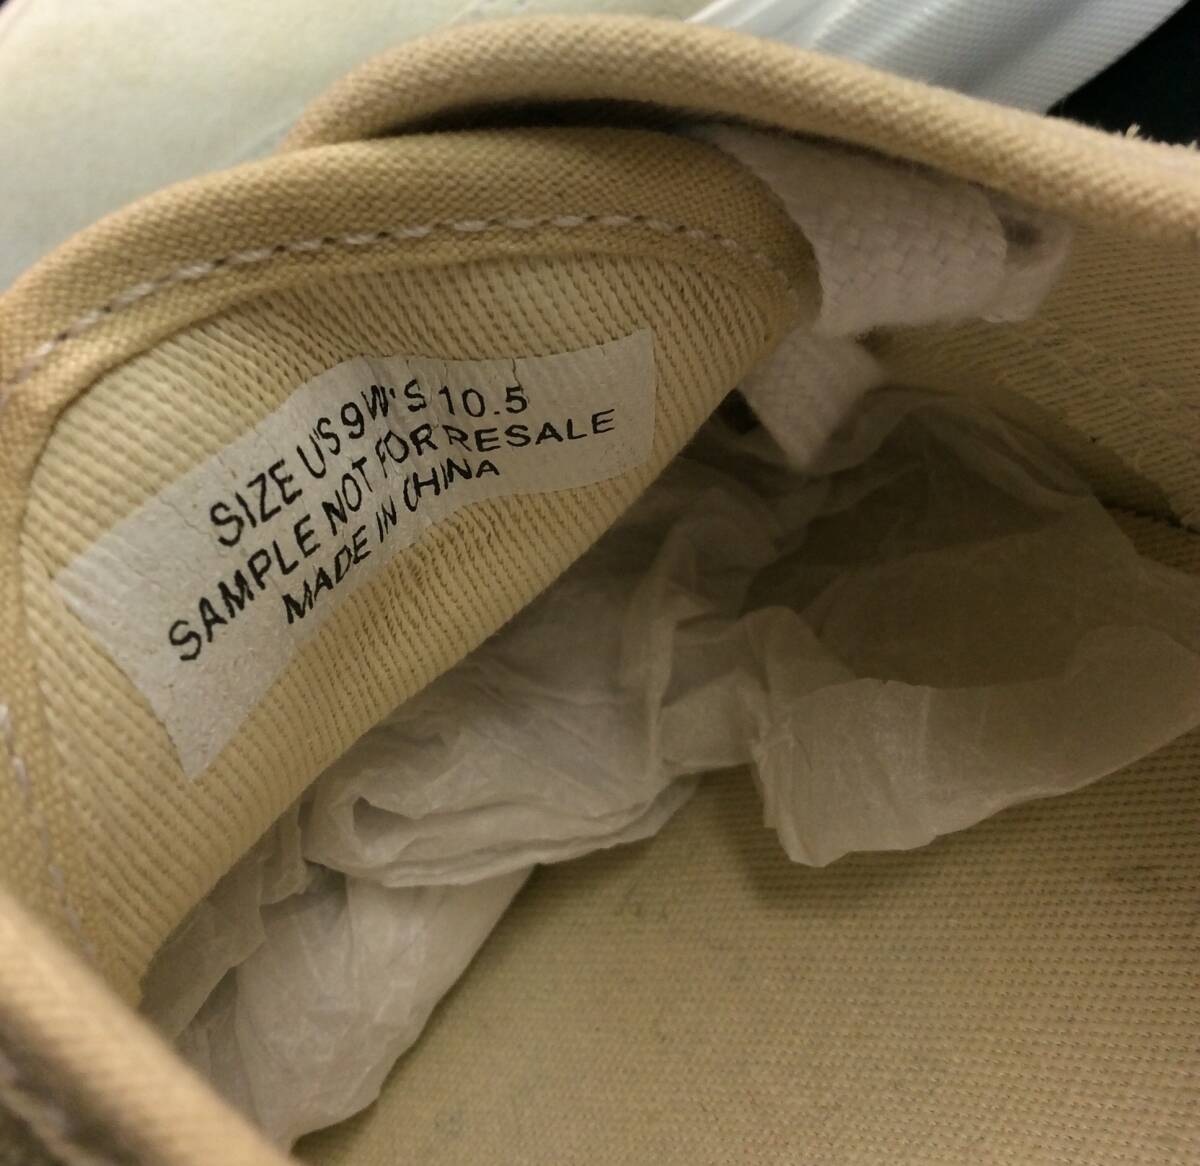 SIZE US 9 W'S 10.5
SAMPLE NOT FOR RESALE
MADE IN CHINA